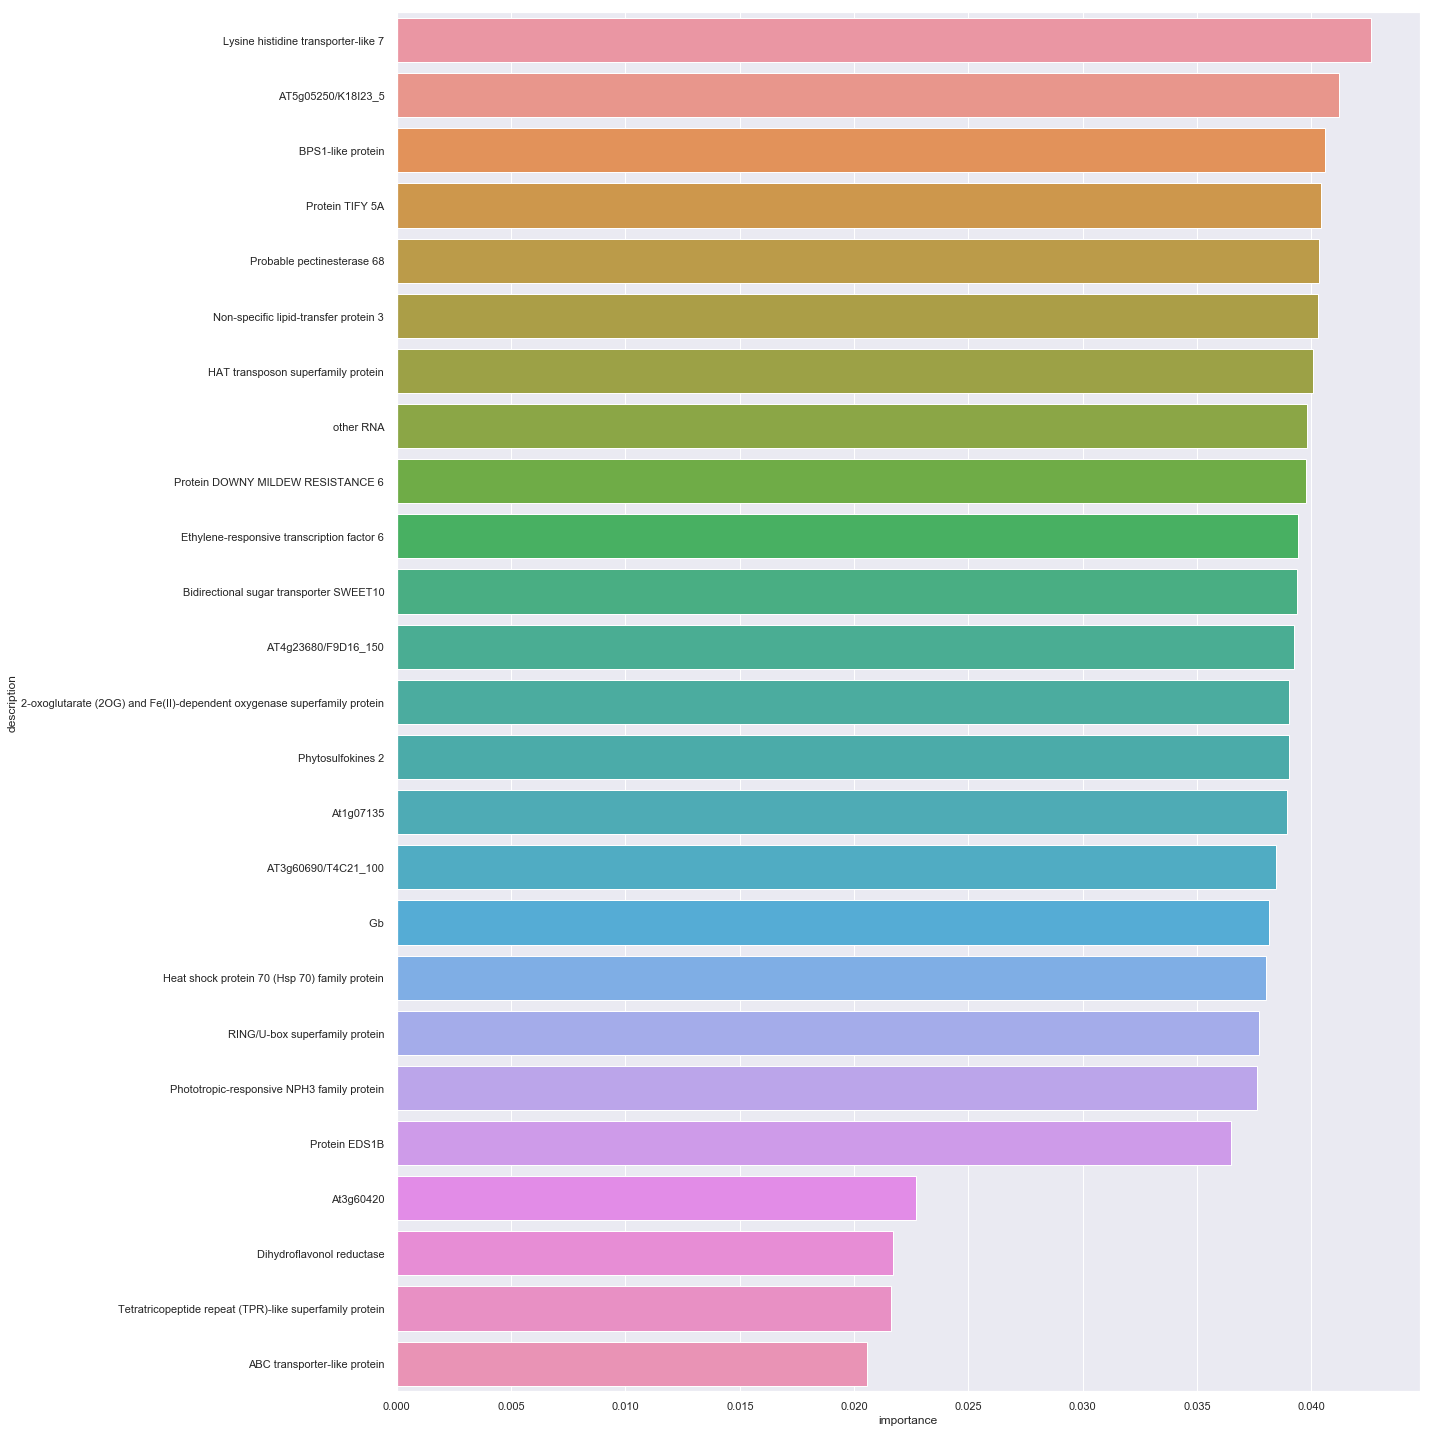 Lysine histidine transporter-like 7
AT5g05250/K18I23_5
BPS1-like protein
Protein TIFY 5A
Probable pectinesterase 68
Non-specific lipid-transfer protein 3
HAT transposon superfamily protein
other RNA
Protein DOWNY MILDEW RESISTANCE 6
Ethylene-responsive transcription factor 6
Bidirectional sugar transporter SWEET10
AT4g23680/F9D16_150
2-oxoglutarate (2OG) and Fe(II)-dependent oxygenase superfamily protein
Phytosulfokines 2
At1g07135
AT3g60690/T4C21_100
Gb
Heat shock protein 70 (Hsp 70) family protein
RING/U-box superfamily protein
Phototropic-responsive NPH3 family protein
Protein EDS1B
At3g60420
Dihydroflavonol reductase
Tetratricopeptide repeat (TPR)-like superfamily protein
ABC transporter-like protein
description
0.000 0.005 0.010 0.015 0.020 0.025 0.030 0.035 0.040
importance